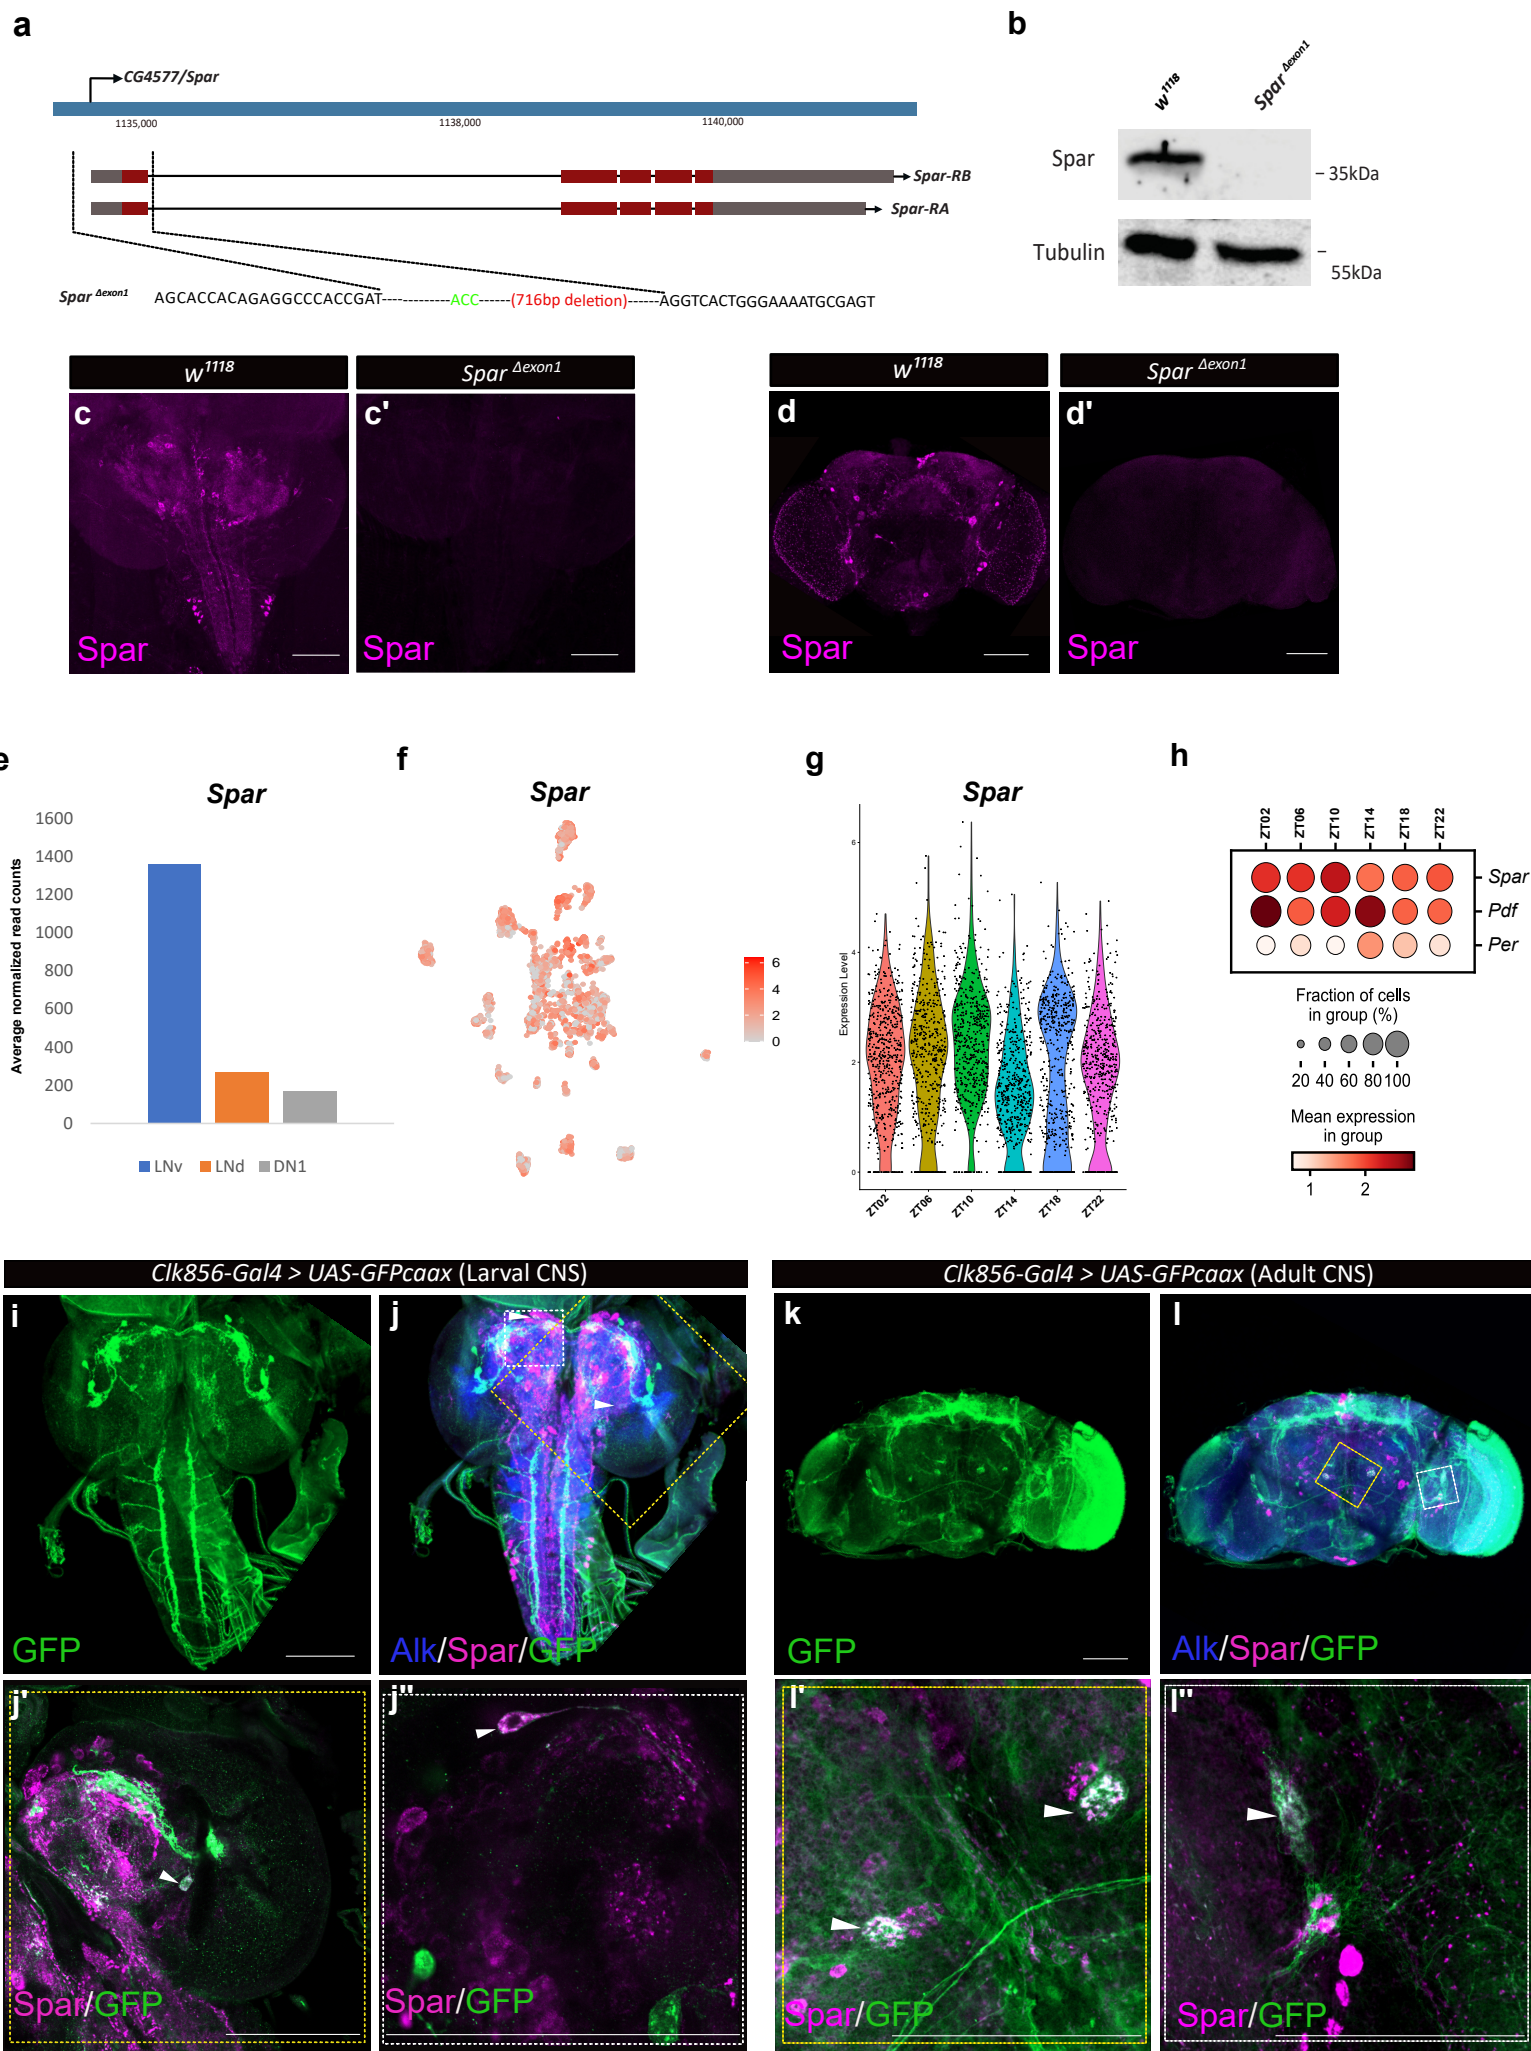 a
CG4577/Spar
1135,000 1138,000 1140,000
Spar-RB
Spar-RA
Spar Δexon1 AGCACCACAGAGGCCCACCGAT-----------ACC------(716bp deletion)------AGGTCACTGGGAAAATGCGAGT
b
w1118 Spar Δexon1
Spar
– 35kDa
Tubulin
–
55kDa
w1118 Spar Δexon1
c c'
Spar Spar
w1118 Spar Δexon1
d d'
Spar Spar
e
Spar
Average normalized read counts
1600
1400
1200
1000
800
600
400
200
0
LNv LNd DN1
f
Spar
6
4
2
0
g
Spar
Expression Level
6
4
2
0
ZT02 ZT06 ZT10 ZT14 ZT18 ZT22
h
ZT02 ZT06 ZT10 ZT14 ZT18 ZT22
Spar
Pdf
Per
Fraction of cells
in group (%)
20 40 60 80 100
Mean expression
in group
1 2
Clk856-Gal4 > UAS-GFPcaax (Larval CNS)
i j
GFP Alk/Spar/GFP
j' j''
Spar/GFP Spar/GFP
Clk856-Gal4 > UAS-GFPcaax (Adult CNS)
k l
GFP Alk/Spar/GFP
l' l''
Spar/GFP Spar/GFP